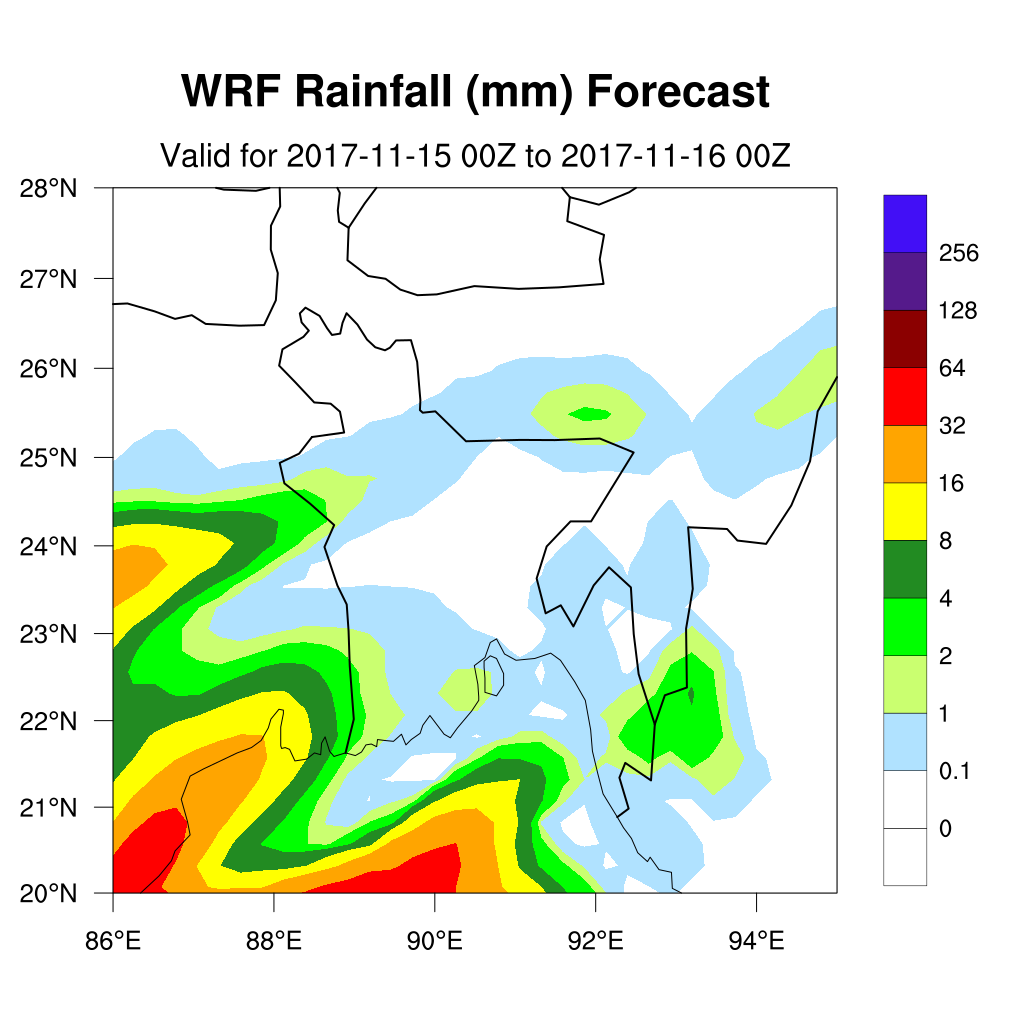 WRF Rainfall (mm) Forecast
Valid for 2017-11-15 00Z to 2017-11-16 00Z
28°N
27°N
26°N
25°N
24°N
23°N
22°N
21°N
20°N
86°E 88°E 90°E 92°E 94°E
256
128
64
32
16
8
4
2
1
0.1
0